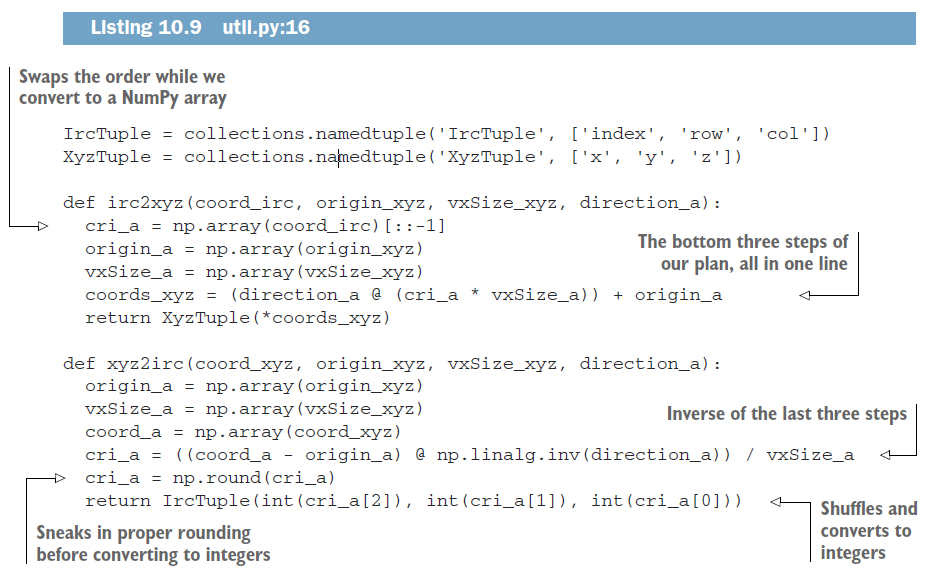 Listing 10.9 util.py:16
Swaps the order while we
convert to a NumPy array
IrcTuple = collections.namedtuple('IrcTuple', ['index', 'row', 'col'])
XyzTuple = collections.namedtuple('XyzTuple', ['x', 'y', 'z'])
def irc2xyz(coord_irc, origin_xyz, vxSize_xyz, direction_a):
cri_a = np.array(coord_irc)[::-1]
origin_a = np.array(origin_xyz)
vxSize_a = np.array(vxSize_xyz)
coords_xyz = (direction_a @ (cri_a * vxSize_a)) + origin_a
return XyzTuple(*coords_xyz)
The bottom three steps of
our plan, all in one line
def xyz2irc(coord_xyz, origin_xyz, vxSize_xyz, direction_a):
origin_a = np.array(origin_xyz)
vxSize_a = np.array(vxSize_xyz)
coord_a = np.array(coord_xyz)
cri_a = ((coord_a - origin_a) @ np.linalg.inv(direction_a)) / vxSize_a
cri_a = np.round(cri_a)
return IrcTuple(int(cri_a[2]), int(cri_a[1]), int(cri_a[0]))
Inverse of the last three steps
Sneaks in proper rounding
before converting to integers
Shuffles and
converts to
integers